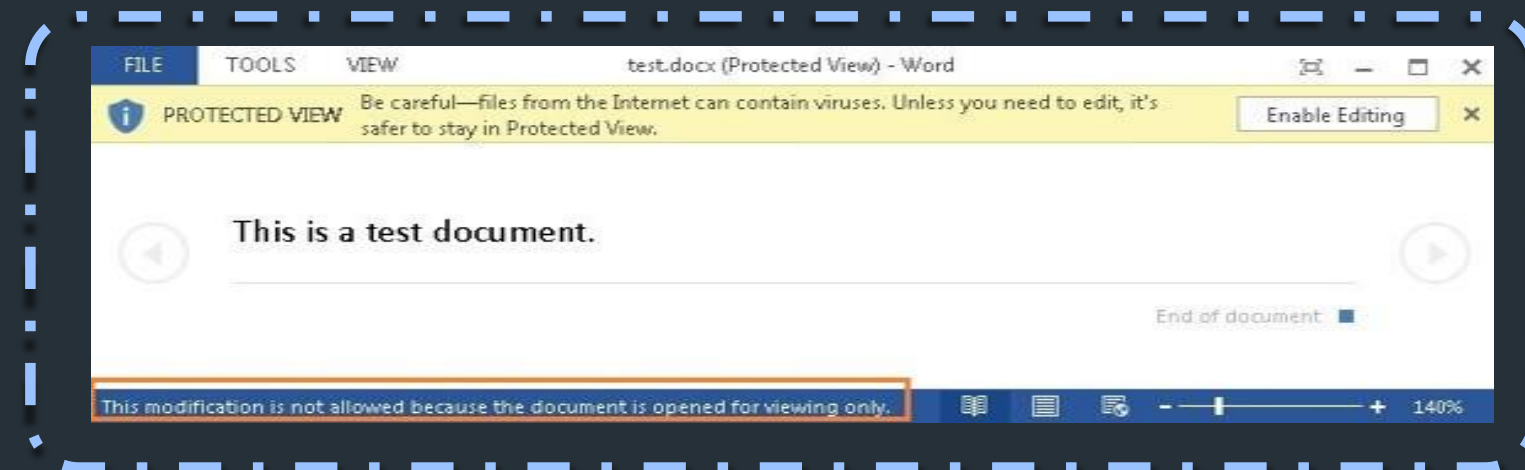 FILE TOOLS VIEW test.docx (Protected View) - Word
PROTECTED VIEW Be careful—files from the Internet can contain viruses. Unless you need to edit, it's
safer to stay in Protected View.
Enable Editing
This is a test document.
End of document
This modification is not allowed because the document is opened for viewing only.
140%